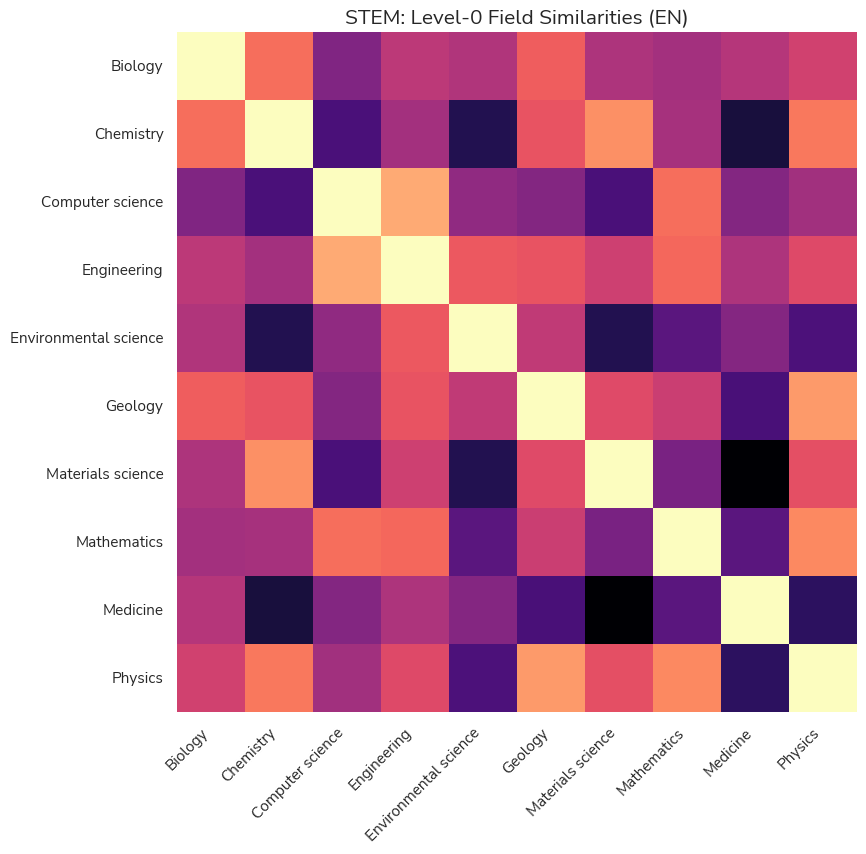 STEM: Level-0 Field Similarities (EN)
Biology
Chemistry
Computer science
Engineering
Environmental science
Geology
Materials science
Mathematics
Medicine
Physics
Biology
Chemistry
Computer science
Engineering
Environmental science
Geology
Materials science
Mathematics
Medicine
Physics